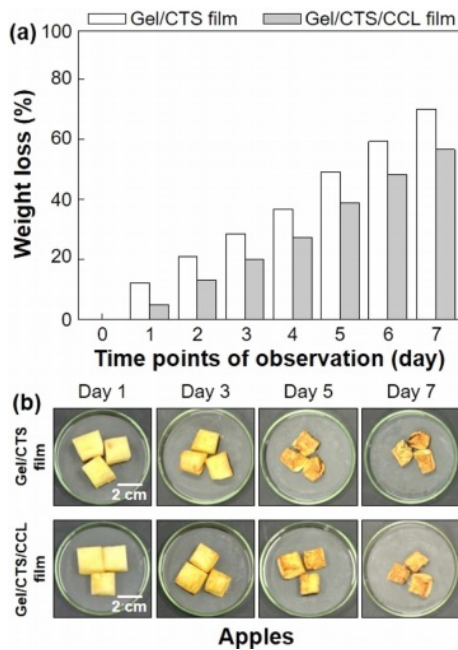 (a)
Gel/CTS film Gel/CTS/CCL film
Weight loss (%)
100
80
60
40
20
0
0 1 2 3 4 5 6 7
Time points of observation (day)
(b)
Day 1 Day 3 Day 5 Day 7
Gel/CTS
film
2 cm
Gel/CTS/CCL
film
2 cm
Apples